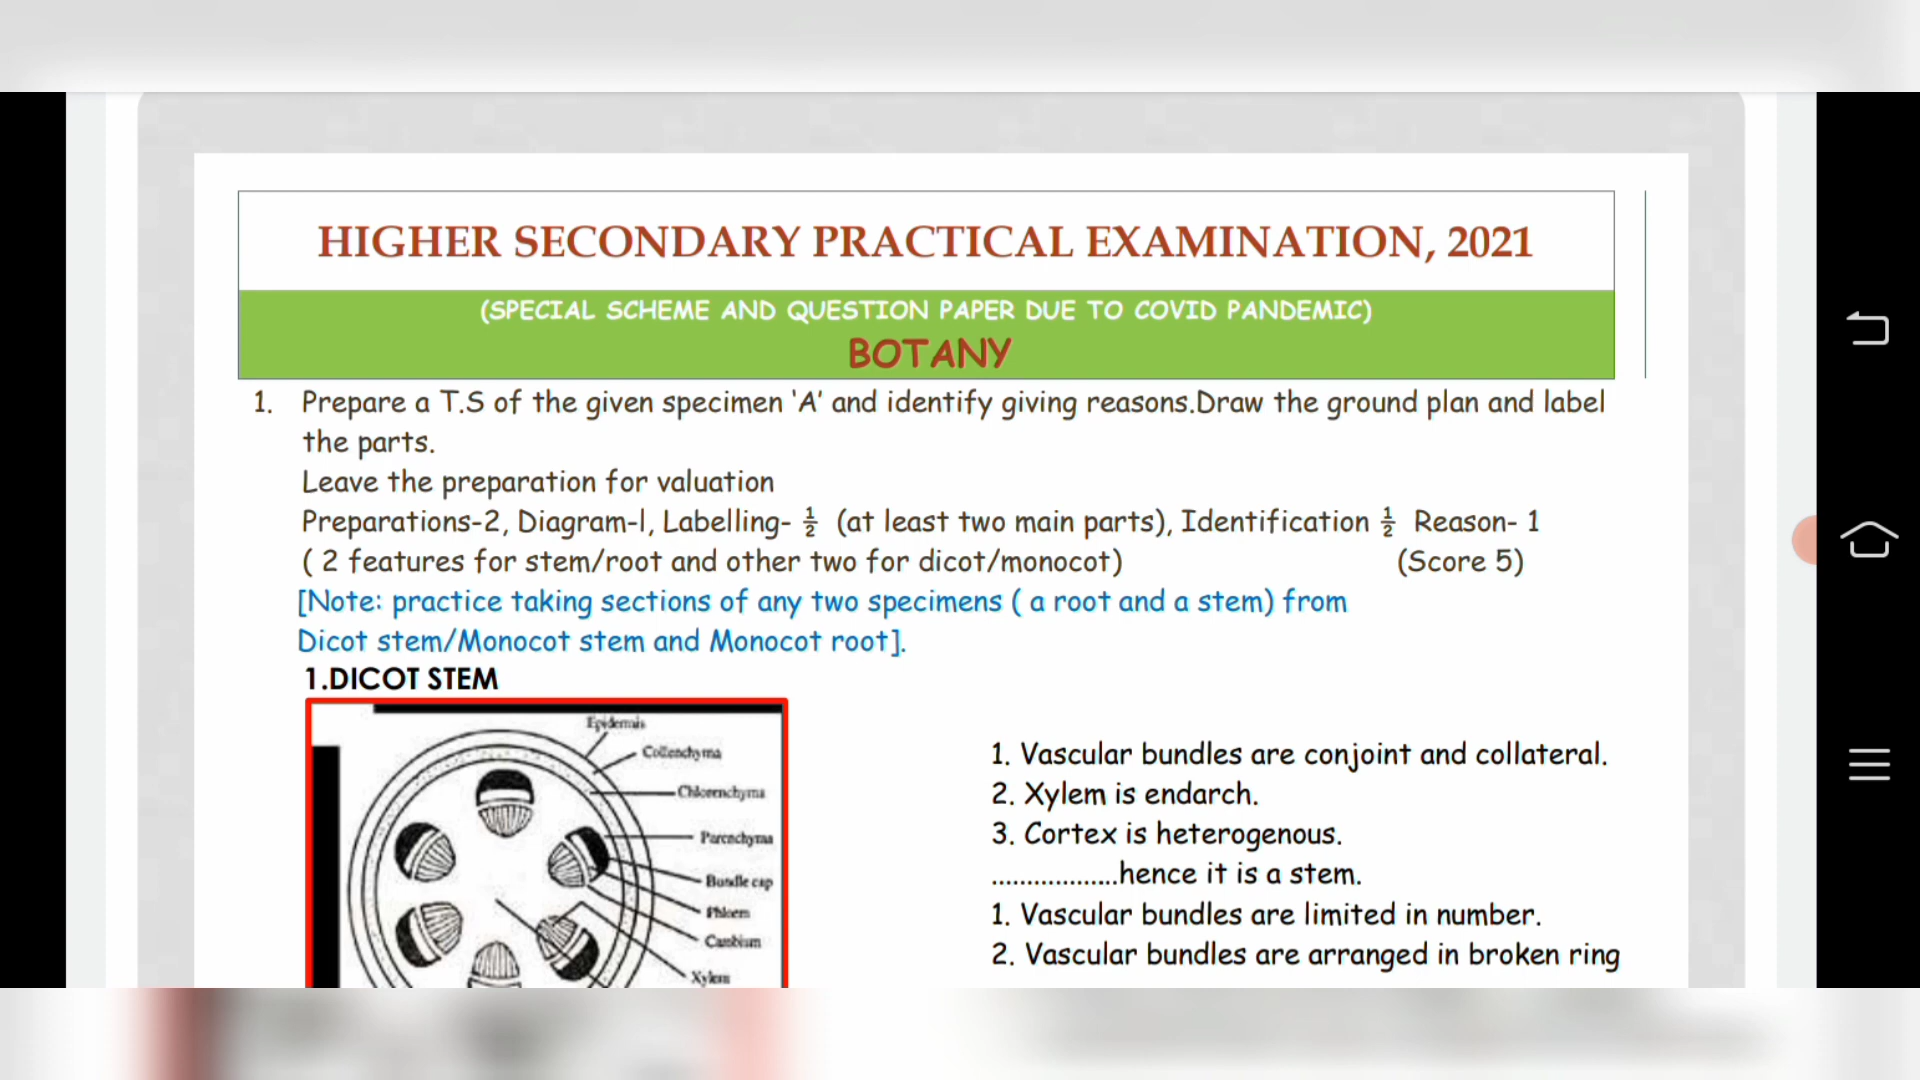 HIGHER SECONDARY PRACTICAL EXAMINATION, 2021
(SPECIAL SCHEME AND QUESTION PAPER DUE TO COVID PANDEMIC)
BOTANY
1. Prepare a T.S of the given specimen 'A' and identify giving reasons.Draw the ground plan and label
the parts.
Leave the preparation for valuation
Preparations-2, Diagram-l, Labelling- ½ (at least two main parts), Identification ½ Reason- 1
( 2 features for stem/root and other two for dicot/monocot) (Score 5)
[Note: practice taking sections of any two specimens ( a root and a stem) from
Dicot stem/Monocot stem and Monocot root].
1.DICOT STEM
Epidermis
Collenchyma
Chlorenchyma
Parenchyma
Bundle cap
Phloem
Cambium
Xylem
1. Vascular bundles are conjoint and collateral.
2. Xylem is endarch.
3. Cortex is heterogenous.
..................hence it is a stem.
1. Vascular bundles are limited in number.
2. Vascular bundles are arranged in broken ring